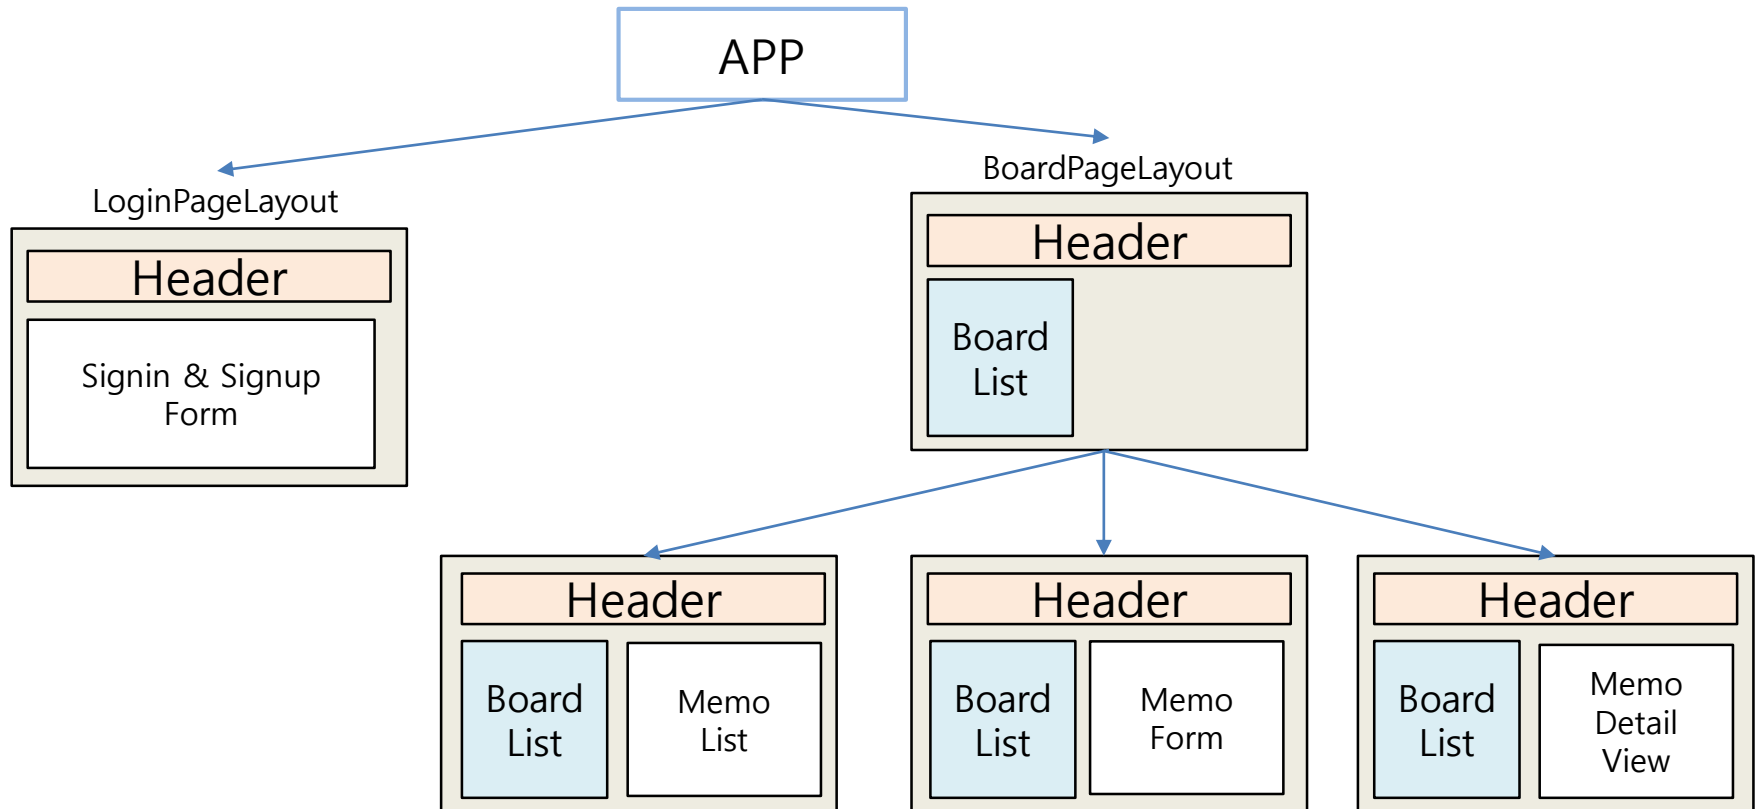 APP
LoginPageLayout
Header
Signin & Signup
Form
BoardPageLayout
Header
Board
List
Header
Board
List
Memo
List
Header
Board
List
Memo
Form
Header
Board
List
Memo
Detail
View